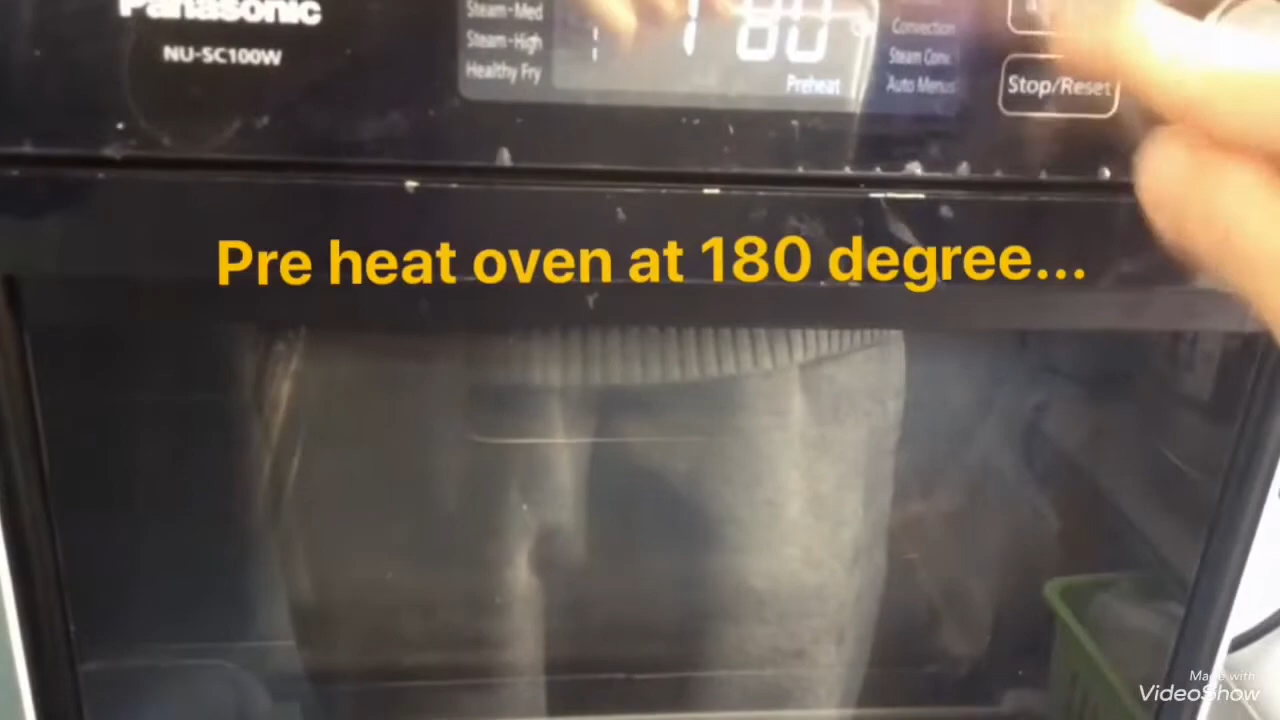 Panasonic
NU-SC100W
Steam-Med
Steam-High
Healthy Fry
180
Preheat
Convection
Steam Conv.
Auto Menus
Stop/Reset
Pre heat oven at 180 degree...
Made with
VideoShow